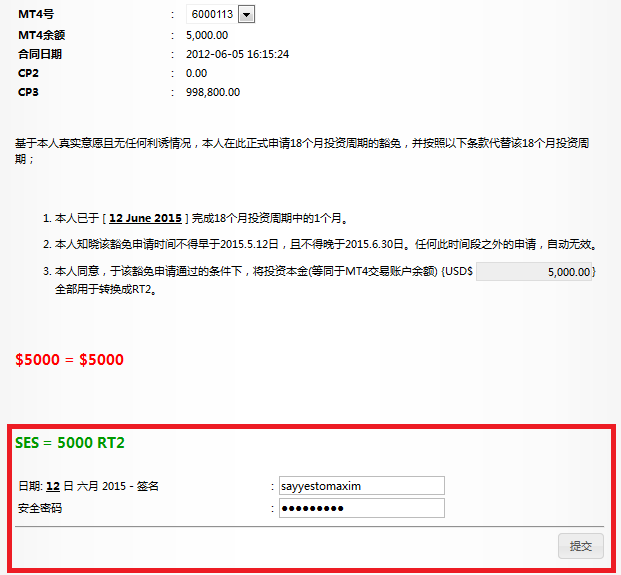 MT4号 : 6000113
MT4余额 : 5,000.00
合同日期 : 2012-06-05 16:15:24
CP2 : 0.00
CP3 : 998,800.00
基于本人真实意愿且无任何利诱情况，本人在此正式申请18个月投资周期的豁免，并按照以下条款代替该18个月投资周
期；
1. 本人已于 [ 12 June 2015 ] 完成18个月投资周期中的1个月。
2. 本人知晓该豁免申请时间不得早于2015.5.12日，且不得晚于2015.6.30日。任何此时间段之外的申请，自动无效。
3. 本人同意，于该豁免申请通过的条件下，将投资本金(等同于MT4交易账户余额) {USD$ 5,000.00}
全部用于转换成RT2。
$5000 = $5000
SES = 5000 RT2
日期: 12 日 六月 2015 - 签名 : sayyestomaxim
安全密码 : ●●●●●●●●●
提交